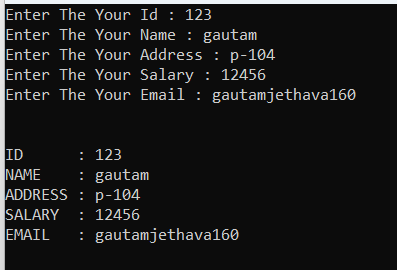 Enter The Your Id : 123
Enter The Your Name : gautam
Enter The Your Address : p-104
Enter The Your Salary : 12456
Enter The Your Email : gautamjethava160
ID      : 123
NAME    : gautam
ADDRESS : p-104
SALARY  : 12456
EMAIL   : gautamjethava160